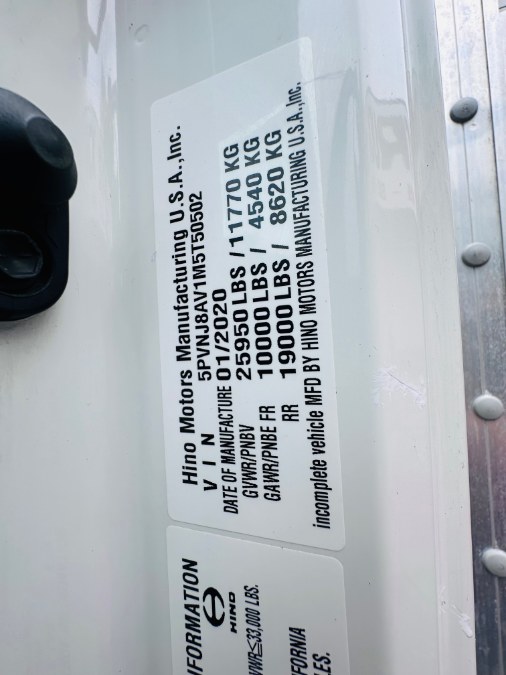 Hino Motors Manufacturing U.S.A.,Inc.
VIN 5PVNJ8AV1M5T50502
DATE OF MANUFACTURE 01/2020
GVWR/PNBV 25950 LBS / 11770 KG
GAWR/PNBE FR 10000 LBS / 4540 KG
RR 19000 LBS / 8620 KG
incomplete vehicle MFD BY HINO MOTORS MANUFACTURING U.S.A.,Inc.
FORMATION
HINO
VWR≤33,000 LBS.
FORNIA
LES.